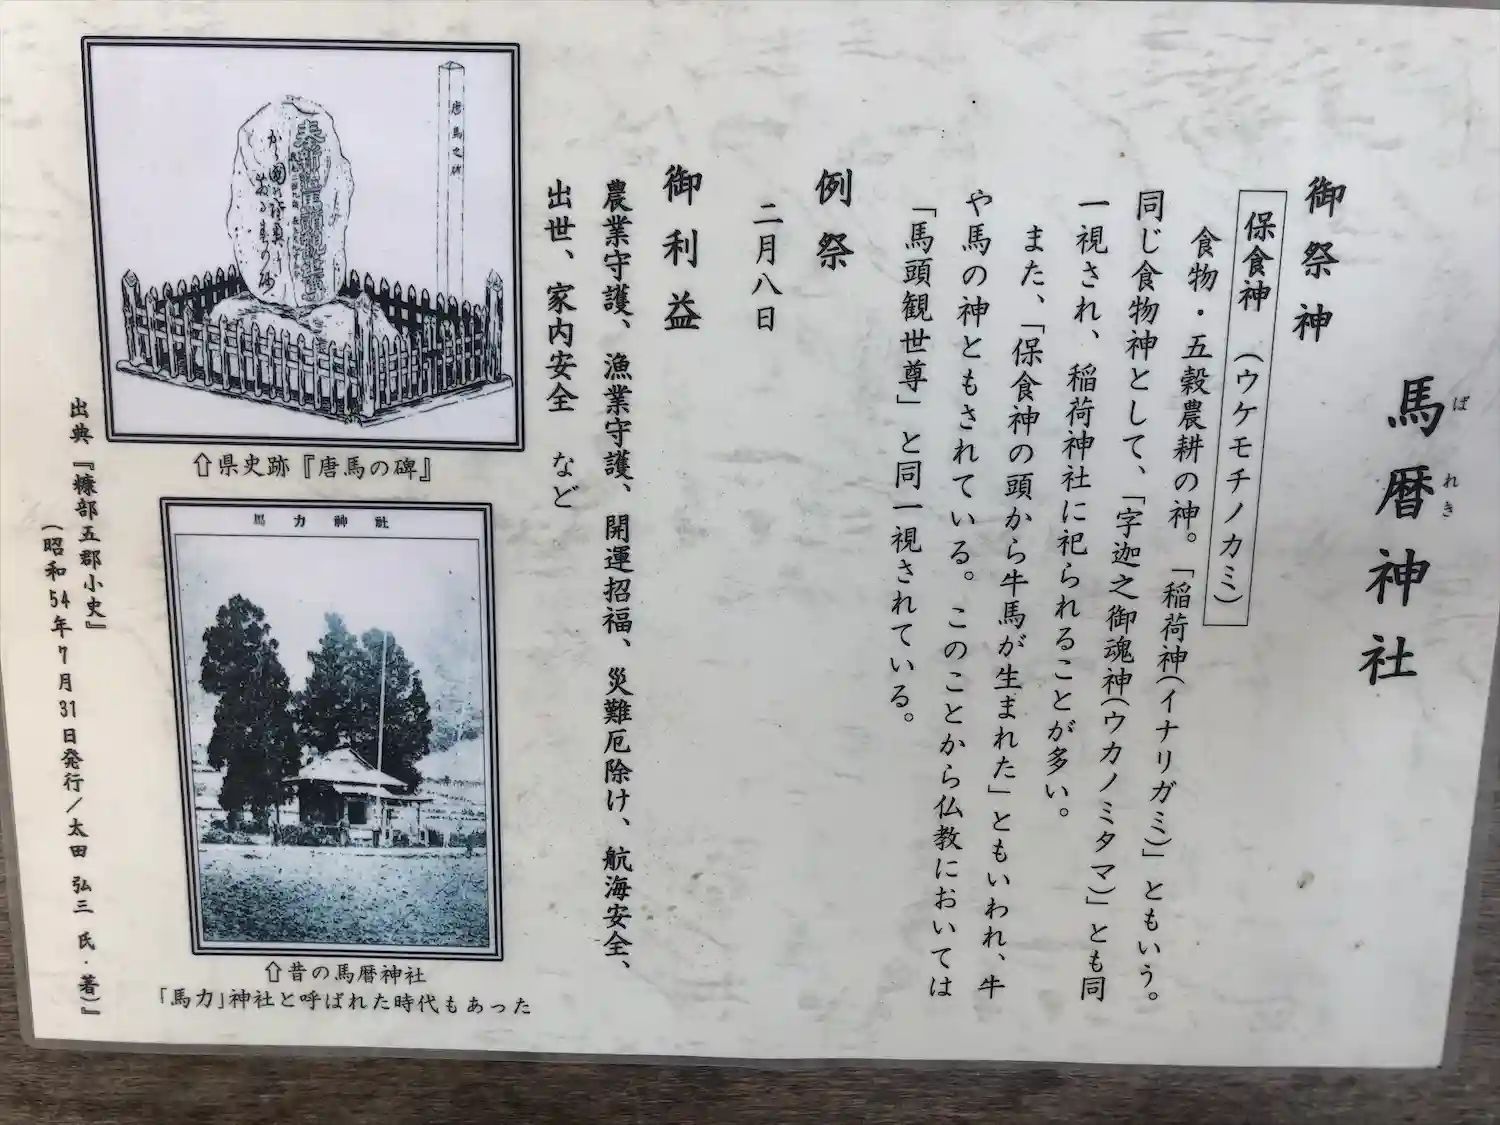 馬暦神社
ばれき
御祭神
保食神 (ウケモチノカミ)
食物・五穀農耕の神。「稲荷神(イナリガミ)」ともいう。
同じ食物神として、「字迦之御魂神(ウカノミタマ)」とも同
一視され、稲荷神社に祀られることが多い。
また、「保食神の頭から牛馬が生まれた」ともいわれ、牛
や馬の神ともされている。このことから仏教においては
「馬頭観世尊」と同一視されている。
例祭
二月八日
御利益
農業守護、漁業守護、開運招福、災難厄除け、航海安全、
出世、家内安全 など
唐馬之碑
⇧県史跡『唐馬の碑』
馬力神社
⇧昔の馬暦神社
「馬力」神社と呼ばれた時代もあった
出典『糠部五郡小史』
(昭和54年7月31日発行/太田 弘三 氏・著)』